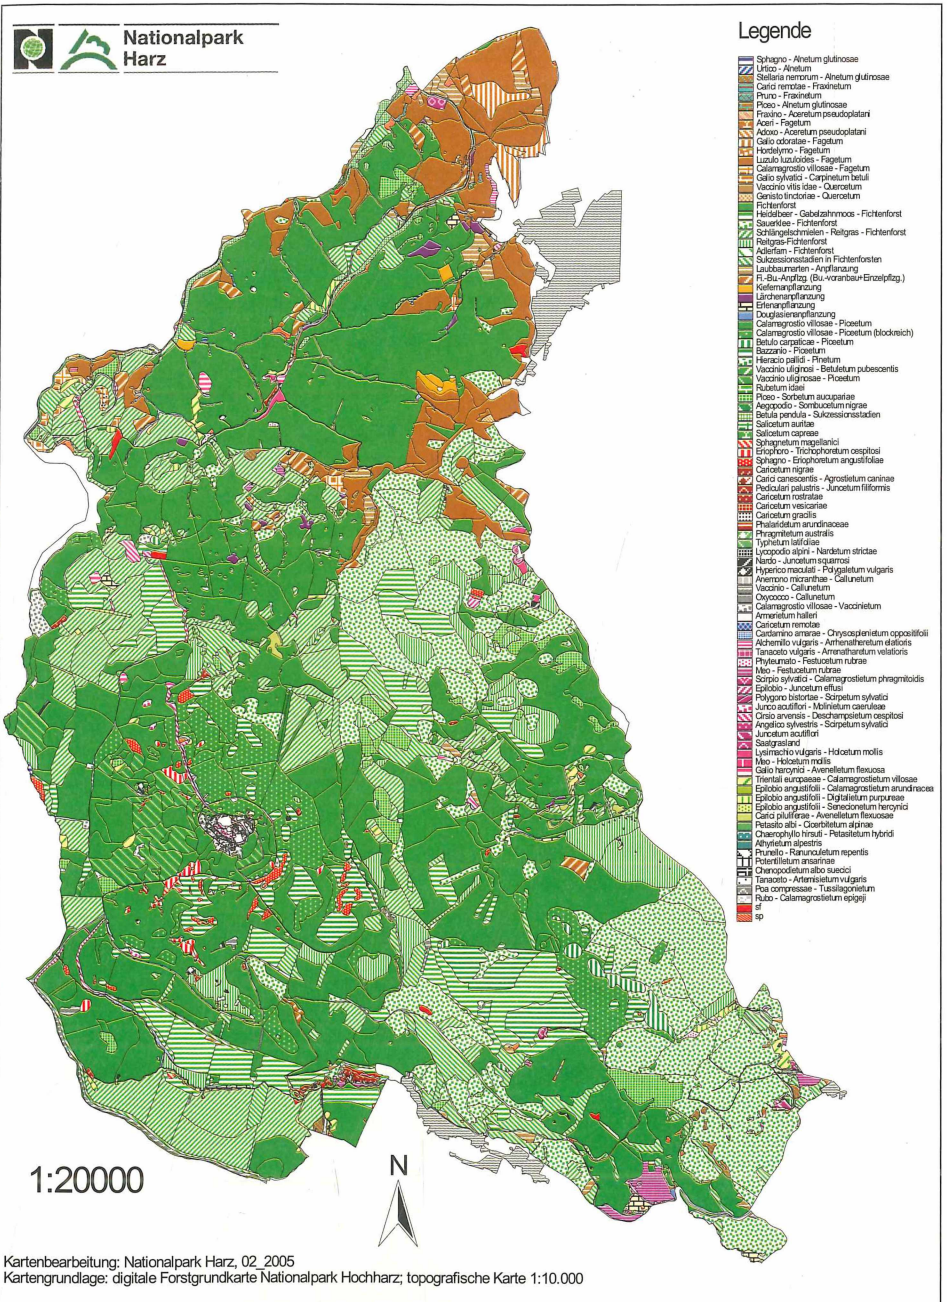 Nationalpark
Harz
Legende
Sphagno - Alnetum glutinosae
Urtico - Alnetum
Stellaria nemorum - Alnetum glutinosae
Carici remotae - Fraxinetum
Pruno - Fraxinetum
Piceo - Alnetum glutinosae
Fraxino - Aceretum pseudoplatani
Aceri - Fagetum
Adoxo - Aceretum pseudoplatani
Galio odoratae - Fagetum
Hordelymo - Fagetum
Luzulo luzuloides - Fagetum
Calamagrostio villosae - Fagetum
Galio sylvatici - Carpinetum betuli
Vaccinio vitis idae - Quercetum
Genisto tinctoriae - Quercetum
Fichtenforst
Heidelbeer - Gabelzahnmoos - Fichtenforst
Sauerklee - Fichtenforst
Schlängelschmielen - Reitgras - Fichtenforst
Reitgras-Fichtenforst
Adlerfarn - Fichtenforst
Sukzessionsstadien in Fichtenforsten
Laubbaumarten - Anpflanzung
Fi.-Bu.-Anpflzg. (Bu.-voranbau+Einzelpflzg.)
Kiefernanpflanzung
Lärchenanpflanzung
Erlenanpflanzung
Douglasienanpflanzung
Calamagrostio villosae - Piceetum
Calamagrostio villosae - Piceetum (blockreich)
Betulo carpaticae - Piceetum
Bazzanio - Piceetum
Hieracio pallidi - Pinetum
Vaccinio uliginosi - Betuletum pubescentis
Vaccinio uliginosae - Piceetum
Rubetum idaei
Piceo - Sorbetum aucupariae
Aegopodio - Sombucetum nigrae
Betula pendula - Sukzessionsstadien
Salicetum auritae
Salicetum capreae
Sphagnetum magellanici
Eriophoro - Trichophoretum cespitosi
Sphagno - Eriophoretum angustifoliae
Caricetum nigrae
Carici canescentis - Agrostietum caninae
Pediculari palustris - Juncetum filiformis
Caricetum rostratae
Caricetum vesicariae
Caricetum gracilis
Phalaridetum arundinaceae
Phragmitetum australis
Typhetum latifoliae
Lycopodio alpini - Nardetum strictae
Nardo - Juncetum squarrosi
Hyperico maculati - Polygaletum vulgaris
Anemono micranthae - Callunetum
Vaccinio - Callunetum
Oxycocco - Callunetum
Calamagrostio villosae - Vaccinietum
Armerietum halleri
Caricetum remotae
Cardamino amarae - Chrysosplenietum oppositifolii
Alchemillo vulgaris - Arrhenatheretum elatioris
Tanaceto vulgaris - Arrenatharetum velatioris
Phyteumato - Festucetum rubrae
Meo - Festucetum rubrae
Scirpio sylvatici - Calamagrostietum phragmitoidis
Epilobio - Juncetum effusi
Polygono bistortae - Scirpetum sylvatici
Junco acutiflori - Molinietum caeruleae
Cirsio arvensis - Deschampsietum cespitosi
Angelico sylvestris - Scirpetum sylvatici
Juncetum acutiflori
Saatgrasland
Lysimachio vulgaris - Holcetum mollis
Meo - Holcetum mollis
Galio harcynici - Avenelletum flexuosa
Trientali europaeae - Calamagrostietum villosae
Epilobio angustifolii - Calamagrostietum arundinacea
Epilobio angustifolii - Digitalietum purpureae
Epilobio angustifolii - Senecionetum hercynici
Carici piluliferae - Avenelletum flexuosae
Petasito albi - Cicerbitetum alpinae
Chaerophyllo hirsuti - Petasitetum hybridi
Athyrietum alpestris
Prunello - Ranunculetum repentis
Potentilletum ansarinae
Chenopodietum albo suecici
Tanaceto - Artemisietum vulgaris
Poa compressae - Tussilagonietum
Rubo - Calamagrostietum epigeji
sf
sp
1:20000
N
Kartenbearbeitung: Nationalpark Harz, 02_2005
Kartengrundlage: digitale Forstgrundkarte Nationalpark Hochharz; topografische Karte 1:10.000